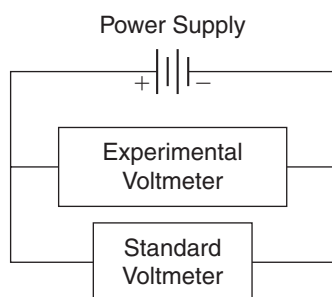 Power Supply
+ −
Experimental
Voltmeter
Standard
Voltmeter